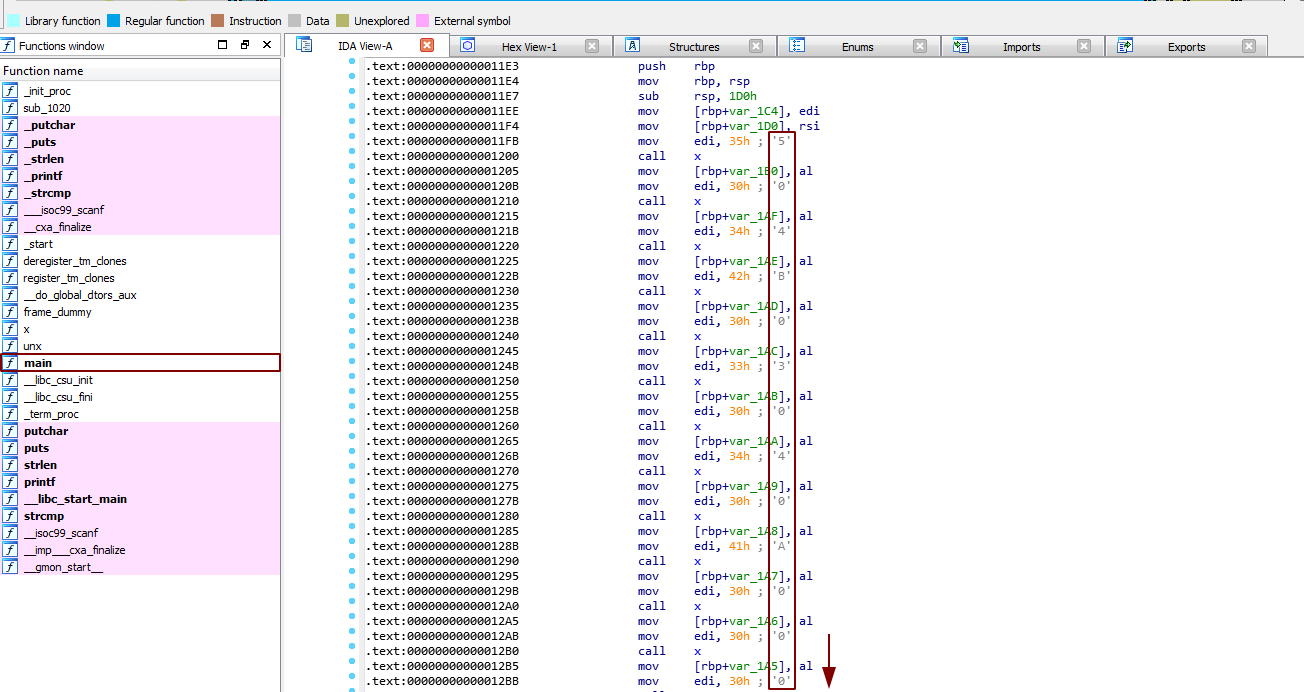 Library function Regular function Instruction Data Unexplored External symbol
Functions window
IDA View-A Hex View-1 Structures Enums Imports Exports
Function name
_init_proc
sub_1020
_putchar
_puts
_strlen
_printf
_strcmp
___isoc99_scanf
__cxa_finalize
_start
deregister_tm_clones
register_tm_clones
__do_global_dtors_aux
frame_dummy
x
unx
main
__libc_csu_init
__libc_csu_fini
_term_proc
putchar
puts
strlen
printf
__libc_start_main
strcmp
__isoc99_scanf
__imp___cxa_finalize
__gmon_start__
.text:00000000000011E3 push rbp
.text:00000000000011E4 mov rbp, rsp
.text:00000000000011E7 sub rsp, 1D0h
.text:00000000000011EE mov [rbp+var_1C4], edi
.text:00000000000011F4 mov [rbp+var_1D0], rsi
.text:00000000000011FB mov edi, 35h ; '5'
.text:0000000000001200 call x
.text:0000000000001205 mov [rbp+var_1B0], al
.text:000000000000120B mov edi, 30h ; '0'
.text:0000000000001210 call x
.text:0000000000001215 mov [rbp+var_1AF], al
.text:000000000000121B mov edi, 34h ; '4'
.text:0000000000001220 call x
.text:0000000000001225 mov [rbp+var_1AE], al
.text:000000000000122B mov edi, 42h ; 'B'
.text:0000000000001230 call x
.text:0000000000001235 mov [rbp+var_1AD], al
.text:000000000000123B mov edi, 30h ; '0'
.text:0000000000001240 call x
.text:0000000000001245 mov [rbp+var_1AC], al
.text:000000000000124B mov edi, 33h ; '3'
.text:0000000000001250 call x
.text:0000000000001255 mov [rbp+var_1AB], al
.text:000000000000125B mov edi, 30h ; '0'
.text:0000000000001260 call x
.text:0000000000001265 mov [rbp+var_1AA], al
.text:000000000000126B mov edi, 34h ; '4'
.text:0000000000001270 call x
.text:0000000000001275 mov [rbp+var_1A9], al
.text:000000000000127B mov edi, 30h ; '0'
.text:0000000000001280 call x
.text:0000000000001285 mov [rbp+var_1A8], al
.text:000000000000128B mov edi, 41h ; 'A'
.text:0000000000001290 call x
.text:0000000000001295 mov [rbp+var_1A7], al
.text:000000000000129B mov edi, 30h ; '0'
.text:00000000000012A0 call x
.text:00000000000012A5 mov [rbp+var_1A6], al
.text:00000000000012AB mov edi, 30h ; '0'
.text:00000000000012B0 call x
.text:00000000000012B5 mov [rbp+var_1A5], al
.text:00000000000012BB mov edi, 30h ; '0'